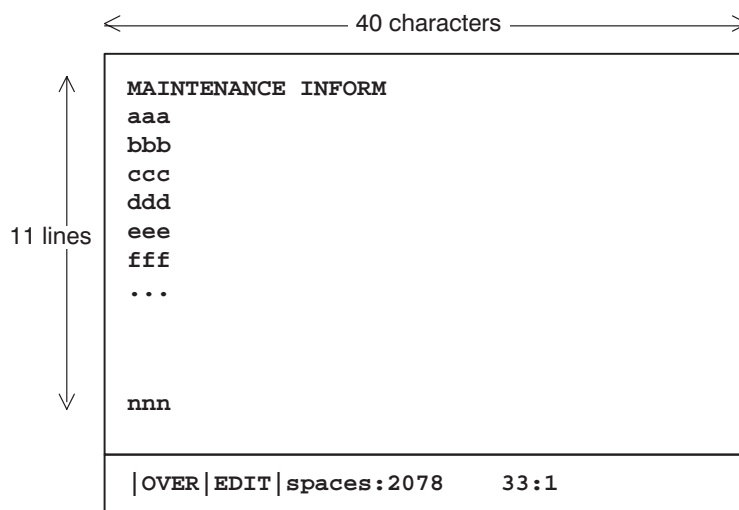 40 characters
MAINTENANCE INFORM
aaa
bbb
ccc
ddd
11 lines
eee
fff
...
nnn
|OVER|EDIT|spaces:2078 33:1